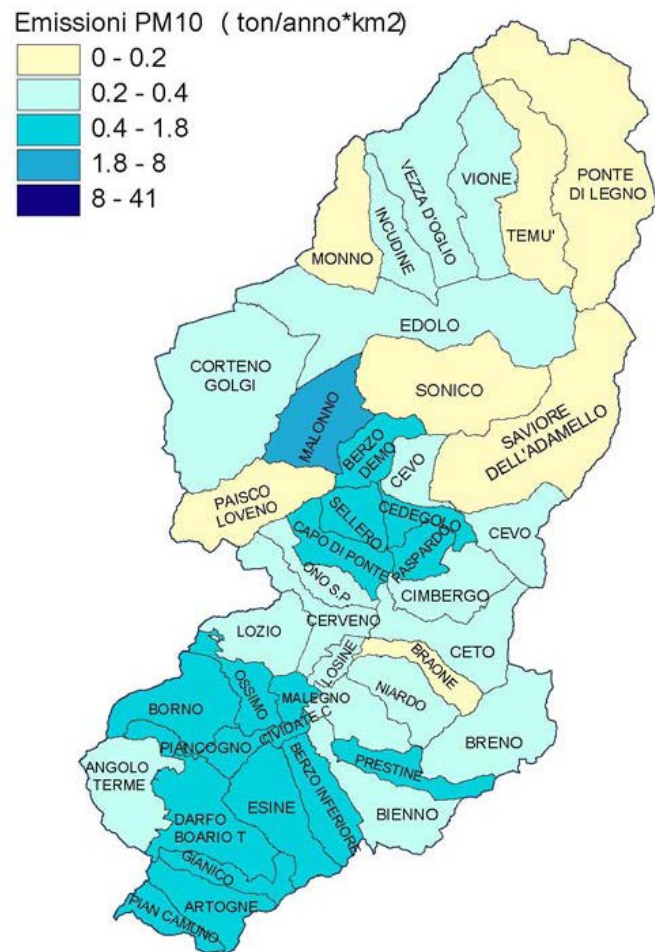 Emissioni PM10 ( ton/anno*km2)
0 - 0.2
0.2 - 0.4
0.4 - 1.8
1.8 - 8
8 - 41
PONTE
DI LEGNO
VIONE
VEZZA D'OGLIO
TEMU'
INCUDINE
MONNO
EDOLO
CORTENO
GOLGI
SONICO
MALONNO
SAVIORE
DELL'ADAMELLO
BERZO
DEMO
CEVO
PAISCO
LOVENO
SELLERO
CEDEGOLO
CEVO
CAPO DI PONTE
PASPARDO
ONO S.P
CIMBERGO
CERVENO
LOZIO
LOSINE
BRAONE
CETO
OSSIMO
MALEGNO
NIARDO
BORNO
CIVIDATE C
BRENO
PIANCOGNO
PRESTINE
ANGOLO
TERME
BERZO INFERIORE
ESINE
BIENNO
DARFO
BOARIO T
GIANICO
ARTOGNE
PIAN CAMUNO